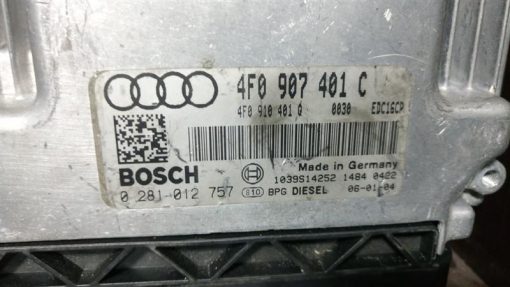 4F0 907 401 C
4F0 910 401 Q 0030 EDC16CP
BOSCH
Made in Germany
1039S14252 1484 0422
0 281-012 757 810 BPG DIESEL 06-01-04